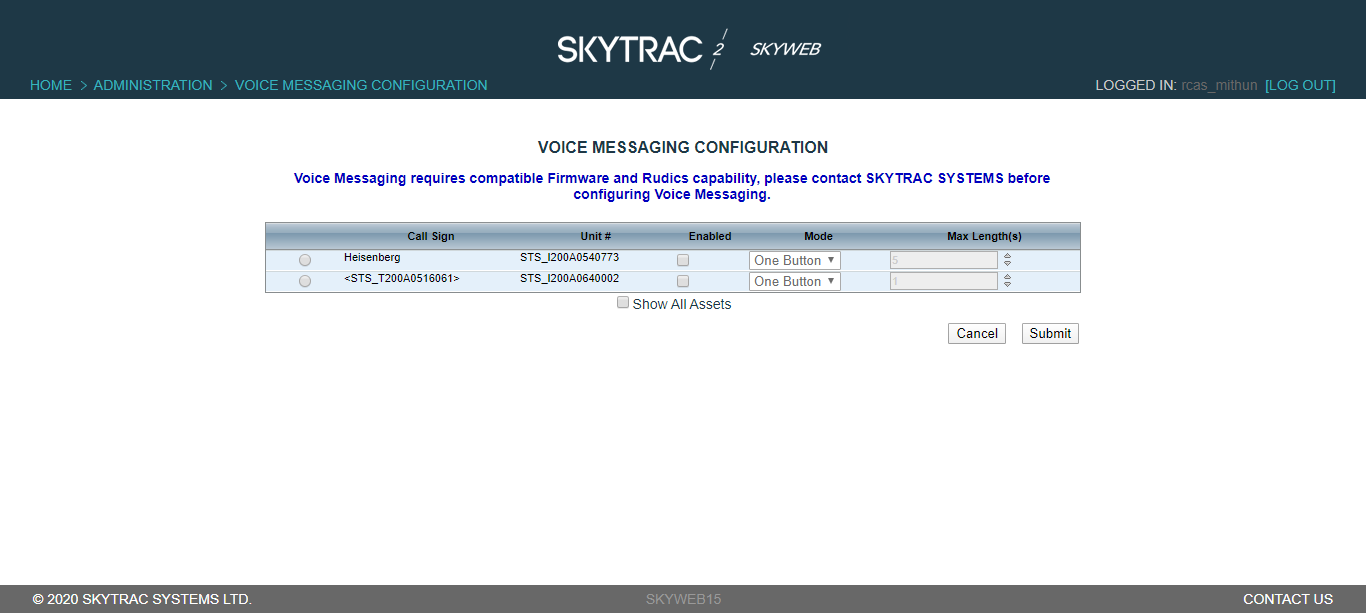 SKYTRAC 2 SKYWEB
HOME > ADMINISTRATION > VOICE MESSAGING CONFIGURATION LOGGED IN: rcas_mithun [LOG OUT]
VOICE MESSAGING CONFIGURATION
Voice Messaging requires compatible Firmware and Rudics capability, please contact SKYTRAC SYSTEMS before
configuring Voice Messaging.
Call Sign Unit # Enabled Mode Max Length(s)
Heisenberg STS_I200A0540773 One Button 5
<STS_T200A0516061> STS_I200A0640002 One Button 1
Show All Assets
Cancel Submit
© 2020 SKYTRAC SYSTEMS LTD. SKYWEB15 CONTACT US